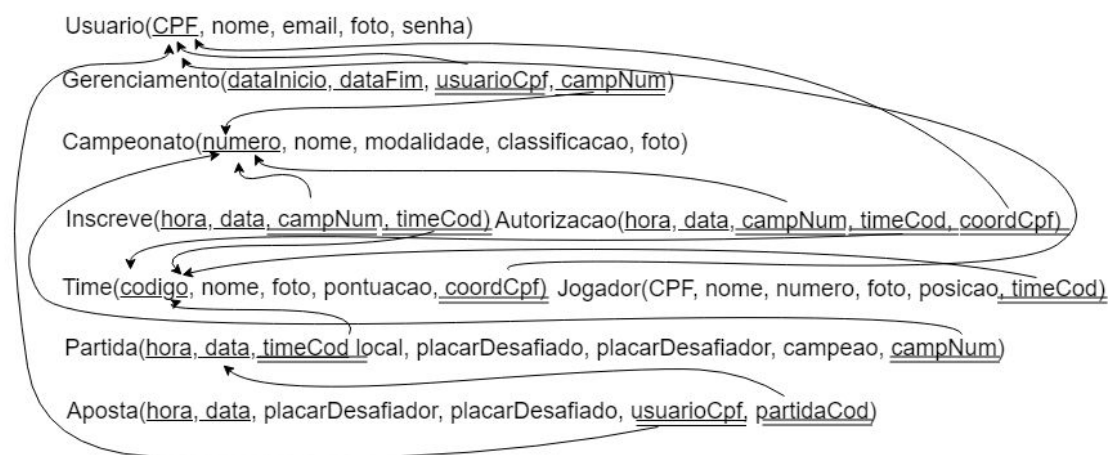 Usuario(CPF, nome, email, foto, senha)
Gerenciamento(dataInicio, dataFim, usuarioCpf, campNum)
Campeonato(numero, nome, modalidade, classificacao, foto)
Inscreve(hora, data, campNum, timeCod) Autorizacao(hora, data, campNum, timeCod, coordCpf)
Time(codigo, nome, foto, pontuacao, coordCpf) Jogador(CPF, nome, numero, foto, posicao, timeCod)
Partida(hora, data, timeCod local, placarDesafiado, placarDesafiador, campeao, campNum)
Aposta(hora, data, placarDesafiador, placarDesafiado, usuarioCpf, partidaCod)